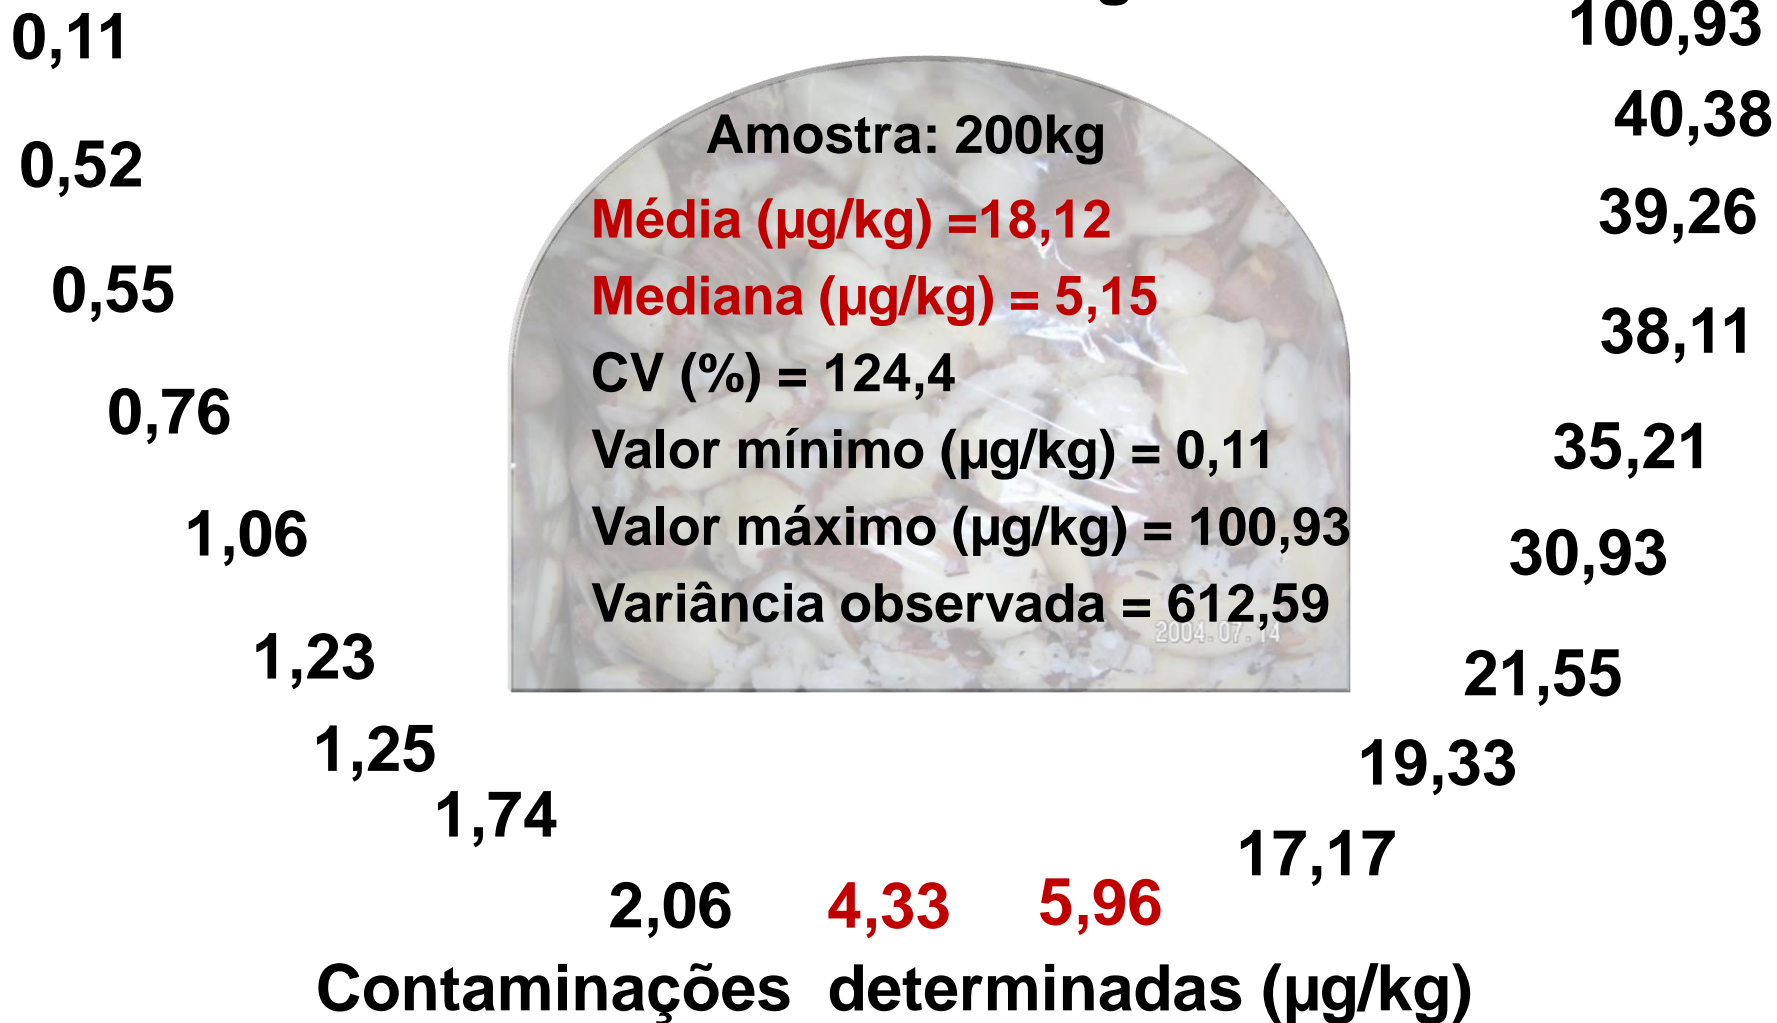 0,11
100,93
40,38
Amostra: 200kg
0,52
39,26
Média (µg/kg) =18,12
0,55
Mediana (µg/kg) = 5,15
38,11
CV (%) = 124,4
0,76
35,21
Valor mínimo (µg/kg) = 0,11
1,06
Valor máximo (µg/kg) = 100,93
30,93
Variância observada = 612,59
2004.07.14
1,23
21,55
1,25
19,33
1,74
17,17
2,06 4,33 5,96
Contaminações determinadas (µg/kg)